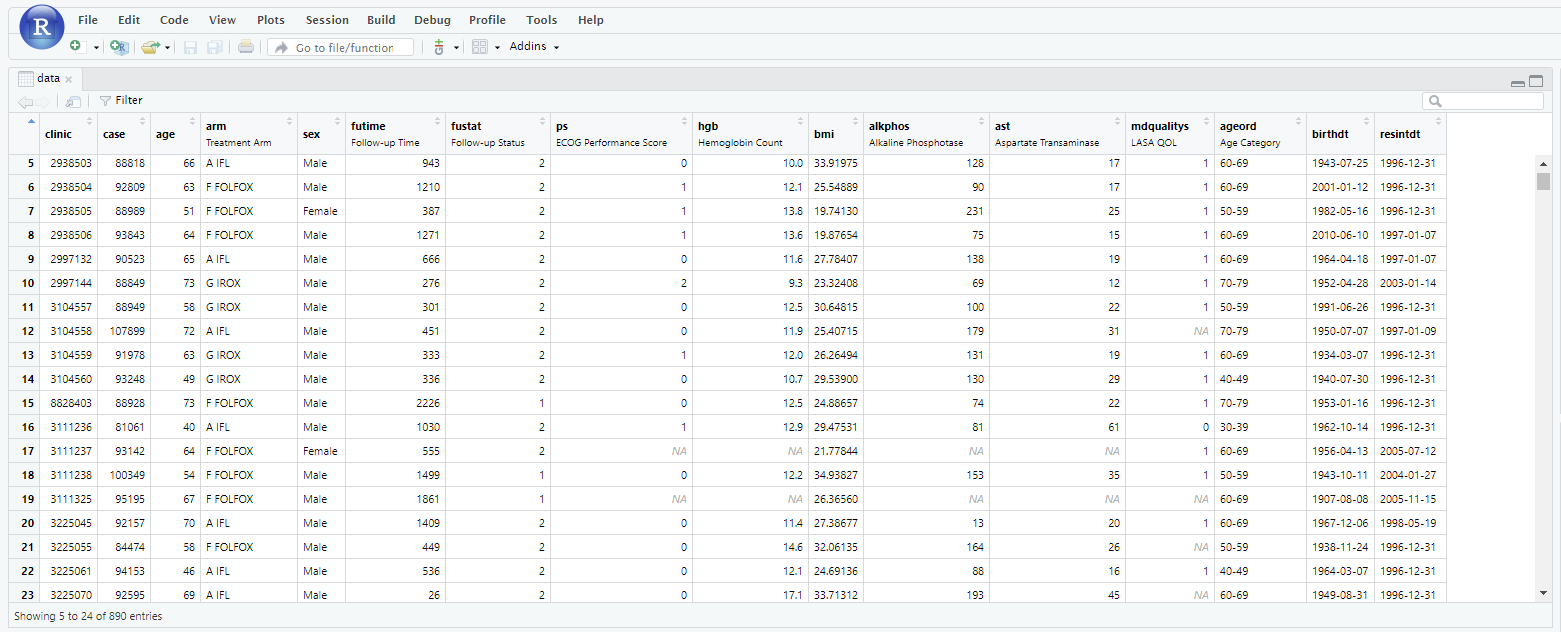 R File Edit Code View Plots Session Build Debug Profile Tools Help
R Go to file/function Addins
data
Filter
clinic case age arm sex futime fustat ps hgb bmi alkphos ast mdqualitys ageord birthdt resintdt
Treatment Arm Follow-up Time Follow-up Status ECOG Performance Score Hemoglobin Count Alkaline Phosphotase Aspartate Transaminase LASA QOL Age Category
5 2938503 88818 66 A IFL Male 943 2 0 10.0 33.91975 128 17 1 60-69 1943-07-25 1996-12-31
6 2938504 92809 63 F FOLFOX Male 1210 2 1 12.1 25.54889 90 17 1 60-69 2001-01-12 1996-12-31
7 2938505 88989 51 F FOLFOX Female 387 2 1 13.8 19.74130 231 25 1 50-59 1982-05-16 1996-12-31
8 2938506 93843 64 F FOLFOX Male 1271 2 1 13.6 19.87654 75 15 1 60-69 2010-06-10 1997-01-07
9 2997132 90523 65 A IFL Male 666 2 0 11.6 27.78407 138 19 1 60-69 1964-04-18 1997-01-07
10 2997144 88849 73 G IROX Male 276 2 2 9.3 23.32408 69 12 1 70-79 1952-04-28 2003-01-14
11 3104557 88949 58 G IROX Male 301 2 0 12.5 30.64815 100 22 1 50-59 1991-06-26 1996-12-31
12 3104558 107899 72 A IFL Male 451 2 0 11.9 25.40715 179 31 NA 70-79 1950-07-07 1997-01-09
13 3104559 91978 63 G IROX Male 333 2 1 12.0 26.26494 131 19 1 60-69 1934-03-07 1996-12-31
14 3104560 93248 49 G IROX Male 336 2 0 10.7 29.53900 130 29 1 40-49 1940-07-30 1996-12-31
15 8828403 88928 73 F FOLFOX Male 2226 1 0 12.5 24.88657 74 22 1 70-79 1953-01-16 1996-12-31
16 3111236 81061 40 A IFL Male 1030 2 1 12.9 29.47531 81 61 0 30-39 1962-10-14 1996-12-31
17 3111237 93142 64 F FOLFOX Female 555 2 NA NA 21.77844 NA NA 1 60-69 1956-04-13 2005-07-12
18 3111238 100349 54 F FOLFOX Male 1499 1 0 12.2 34.93827 153 35 1 50-59 1943-10-11 2004-01-27
19 3111325 95195 67 F FOLFOX Male 1861 1 NA NA 26.36560 NA NA NA 60-69 1907-08-08 2005-11-15
20 3225045 92157 70 A IFL Male 1409 2 0 11.4 27.38677 13 20 1 60-69 1967-12-06 1998-05-19
21 3225055 84474 58 F FOLFOX Male 449 2 0 14.6 32.06135 164 26 NA 50-59 1938-11-24 1996-12-31
22 3225061 94153 46 A IFL Male 536 2 0 12.1 24.69136 88 16 1 40-49 1964-03-07 1996-12-31
23 3225070 92595 69 A IFL Male 26 2 0 17.1 33.71312 193 45 NA 60-69 1949-08-31 1996-12-31
Showing 5 to 24 of 890 entries